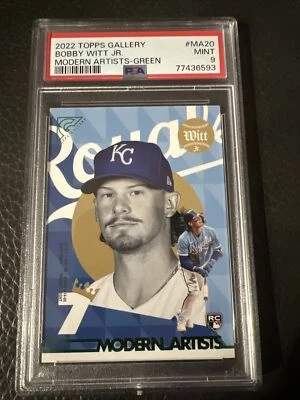 2022 TOPPS GALLERY #MA20
BOBBY WITT JR. MINT
MODERN ARTISTS-GREEN 9
PSA 77436593
Royals
Witt
Jr
KC
7
RC
MODERN ARTISTS